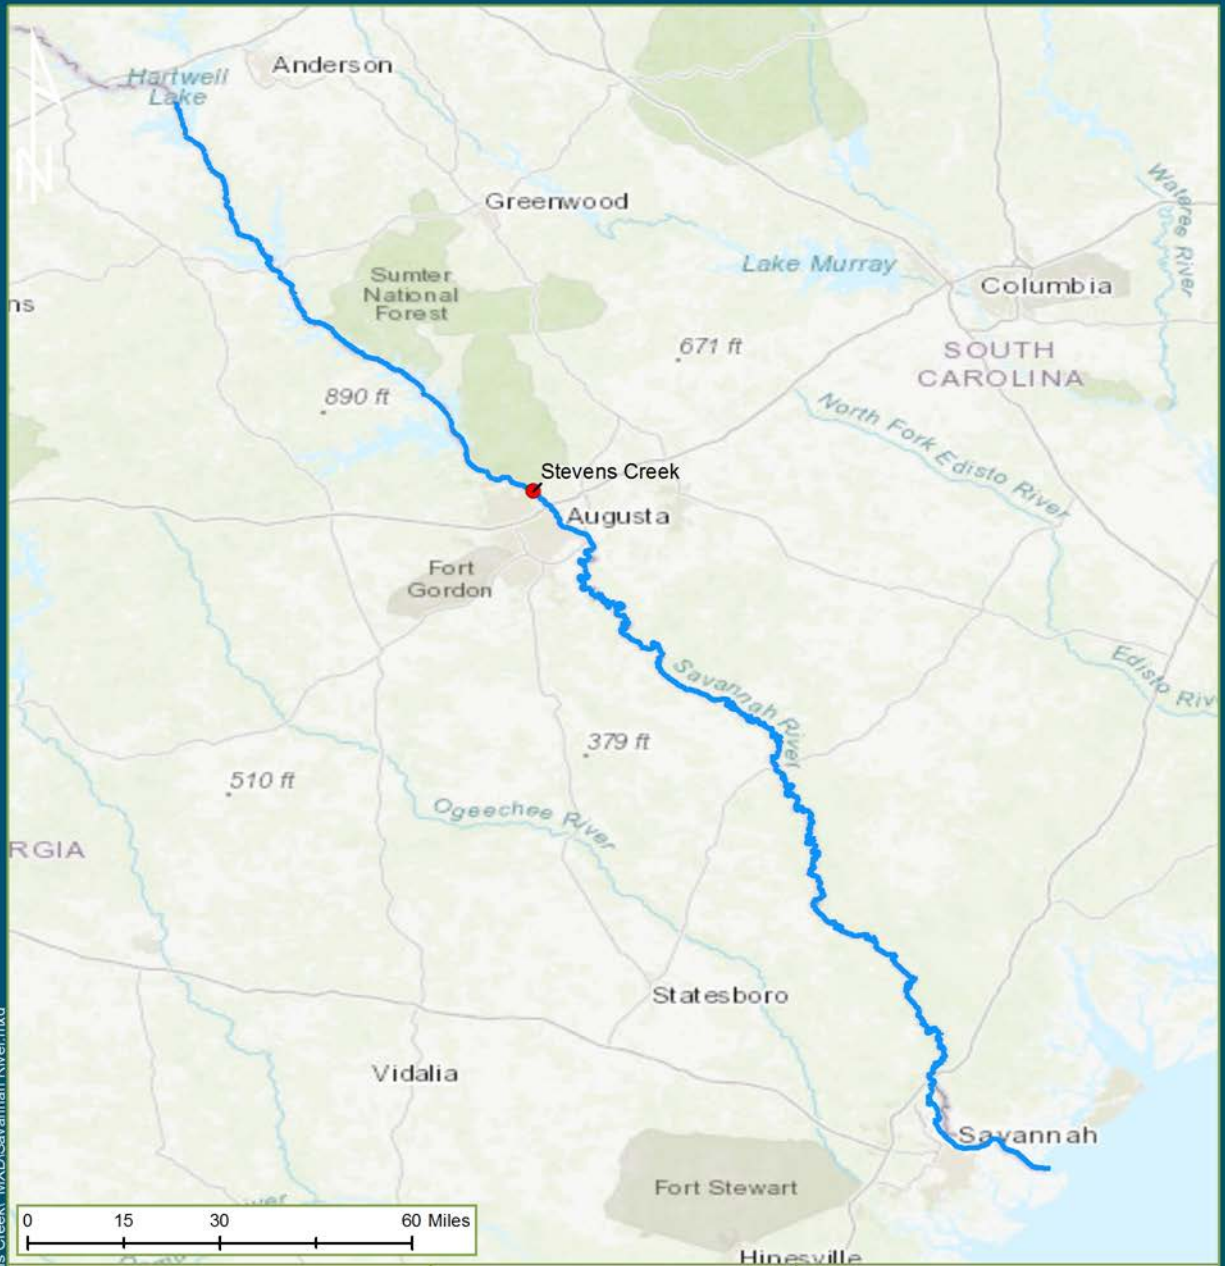 Anderson
Hartwell
Lake
N
Greenwood
Wateree River
Lake Murray
Sumter
National
Forest
Columbia
ns
671 ft
SOUTH
CAROLINA
890 ft
North Fork Edisto River
Stevens Creek
Augusta
Fort
Gordon
Edisto Riv
Savannah River
379 ft
510 ft
Ogeechee River
RGIA
Statesboro
Vidalia
Savannah
Fort Stewart
0 15 30 60 Miles
Hinesville